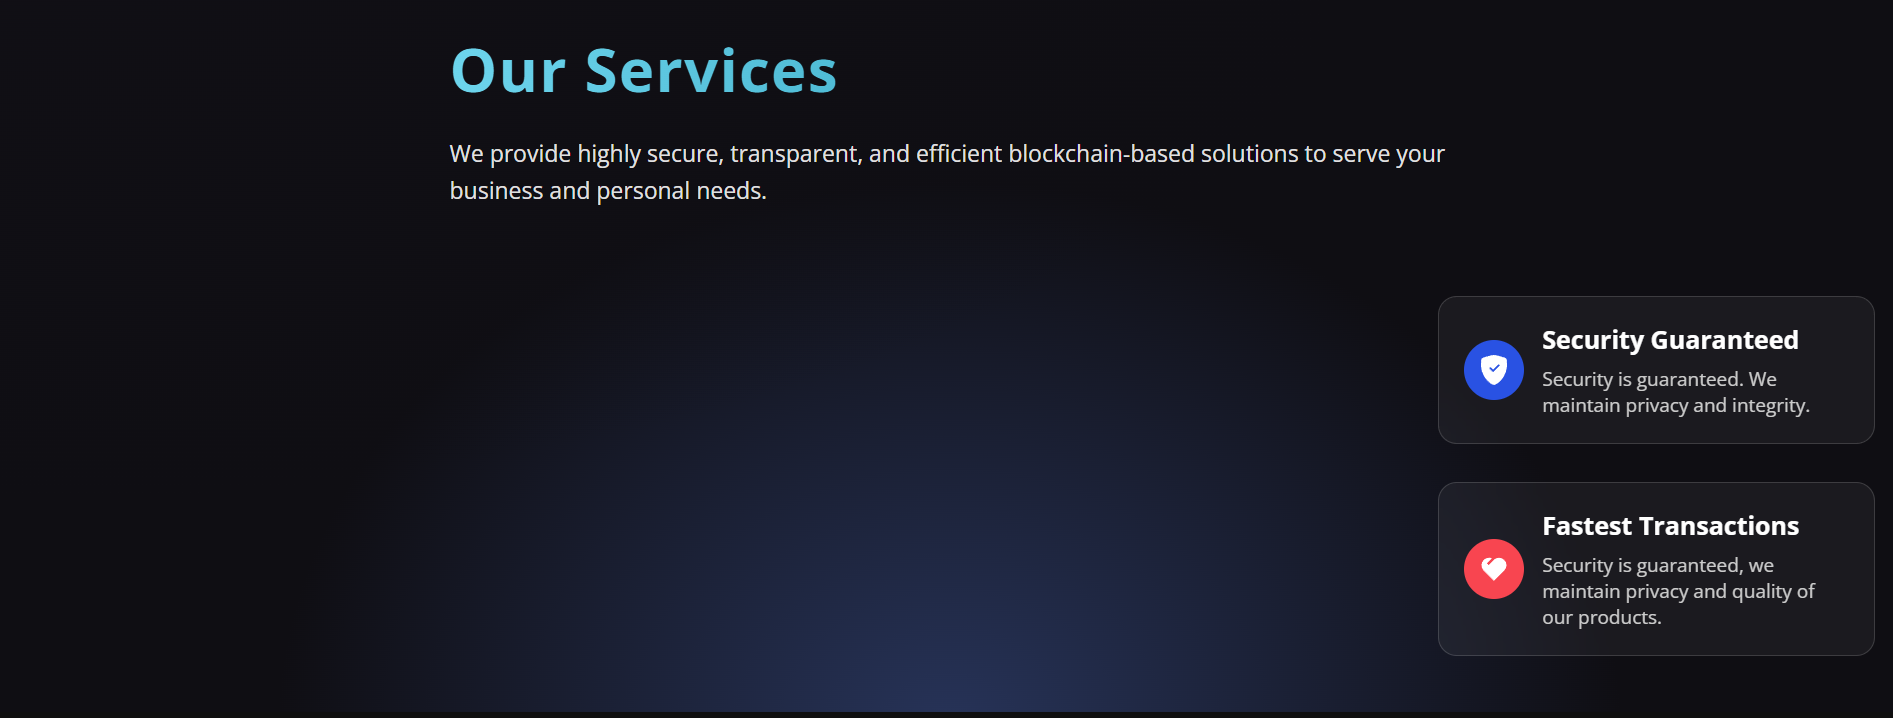 Our Services
We provide highly secure, transparent, and efficient blockchain-based solutions to serve your
business and personal needs.
Security Guaranteed
Security is guaranteed. We
maintain privacy and integrity.
Fastest Transactions
Security is guaranteed, we
maintain privacy and quality of
our products.